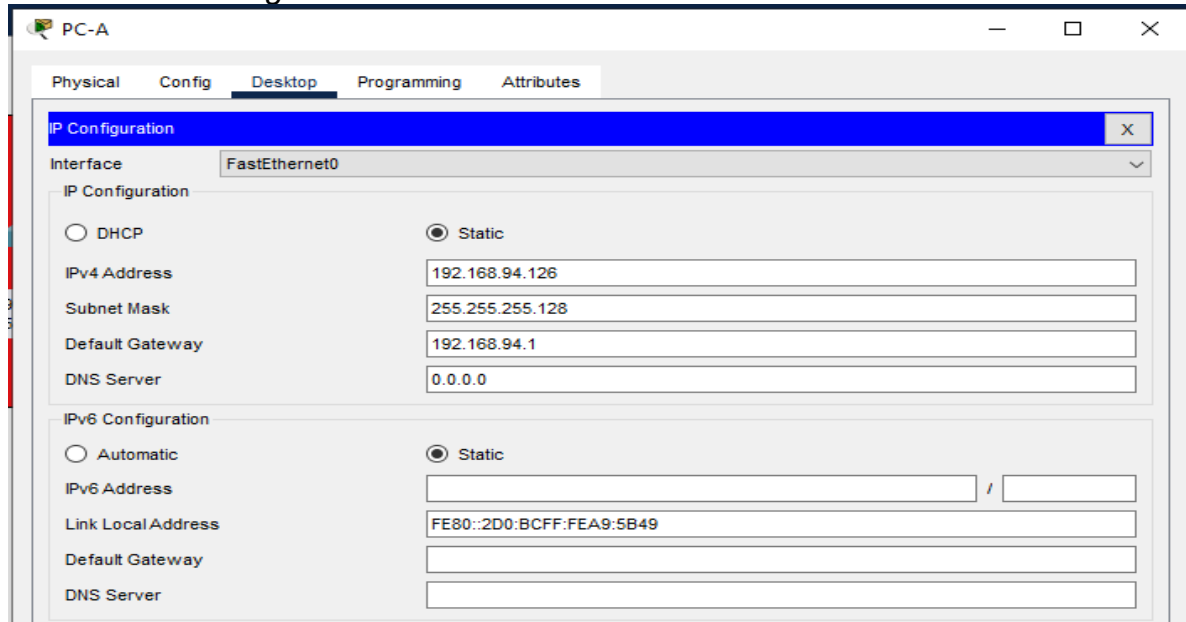 PC-A
Physical Config Desktop Programming Attributes
IP Configuration X
Interface FastEthernet0
IP Configuration
DHCP Static
IPv4 Address 192.168.94.126
Subnet Mask 255.255.255.128
Default Gateway 192.168.94.1
DNS Server 0.0.0.0
IPv6 Configuration
Automatic Static
IPv6 Address /
Link Local Address FE80::2D0:BCFF:FEA9:5B49
Default Gateway
DNS Server